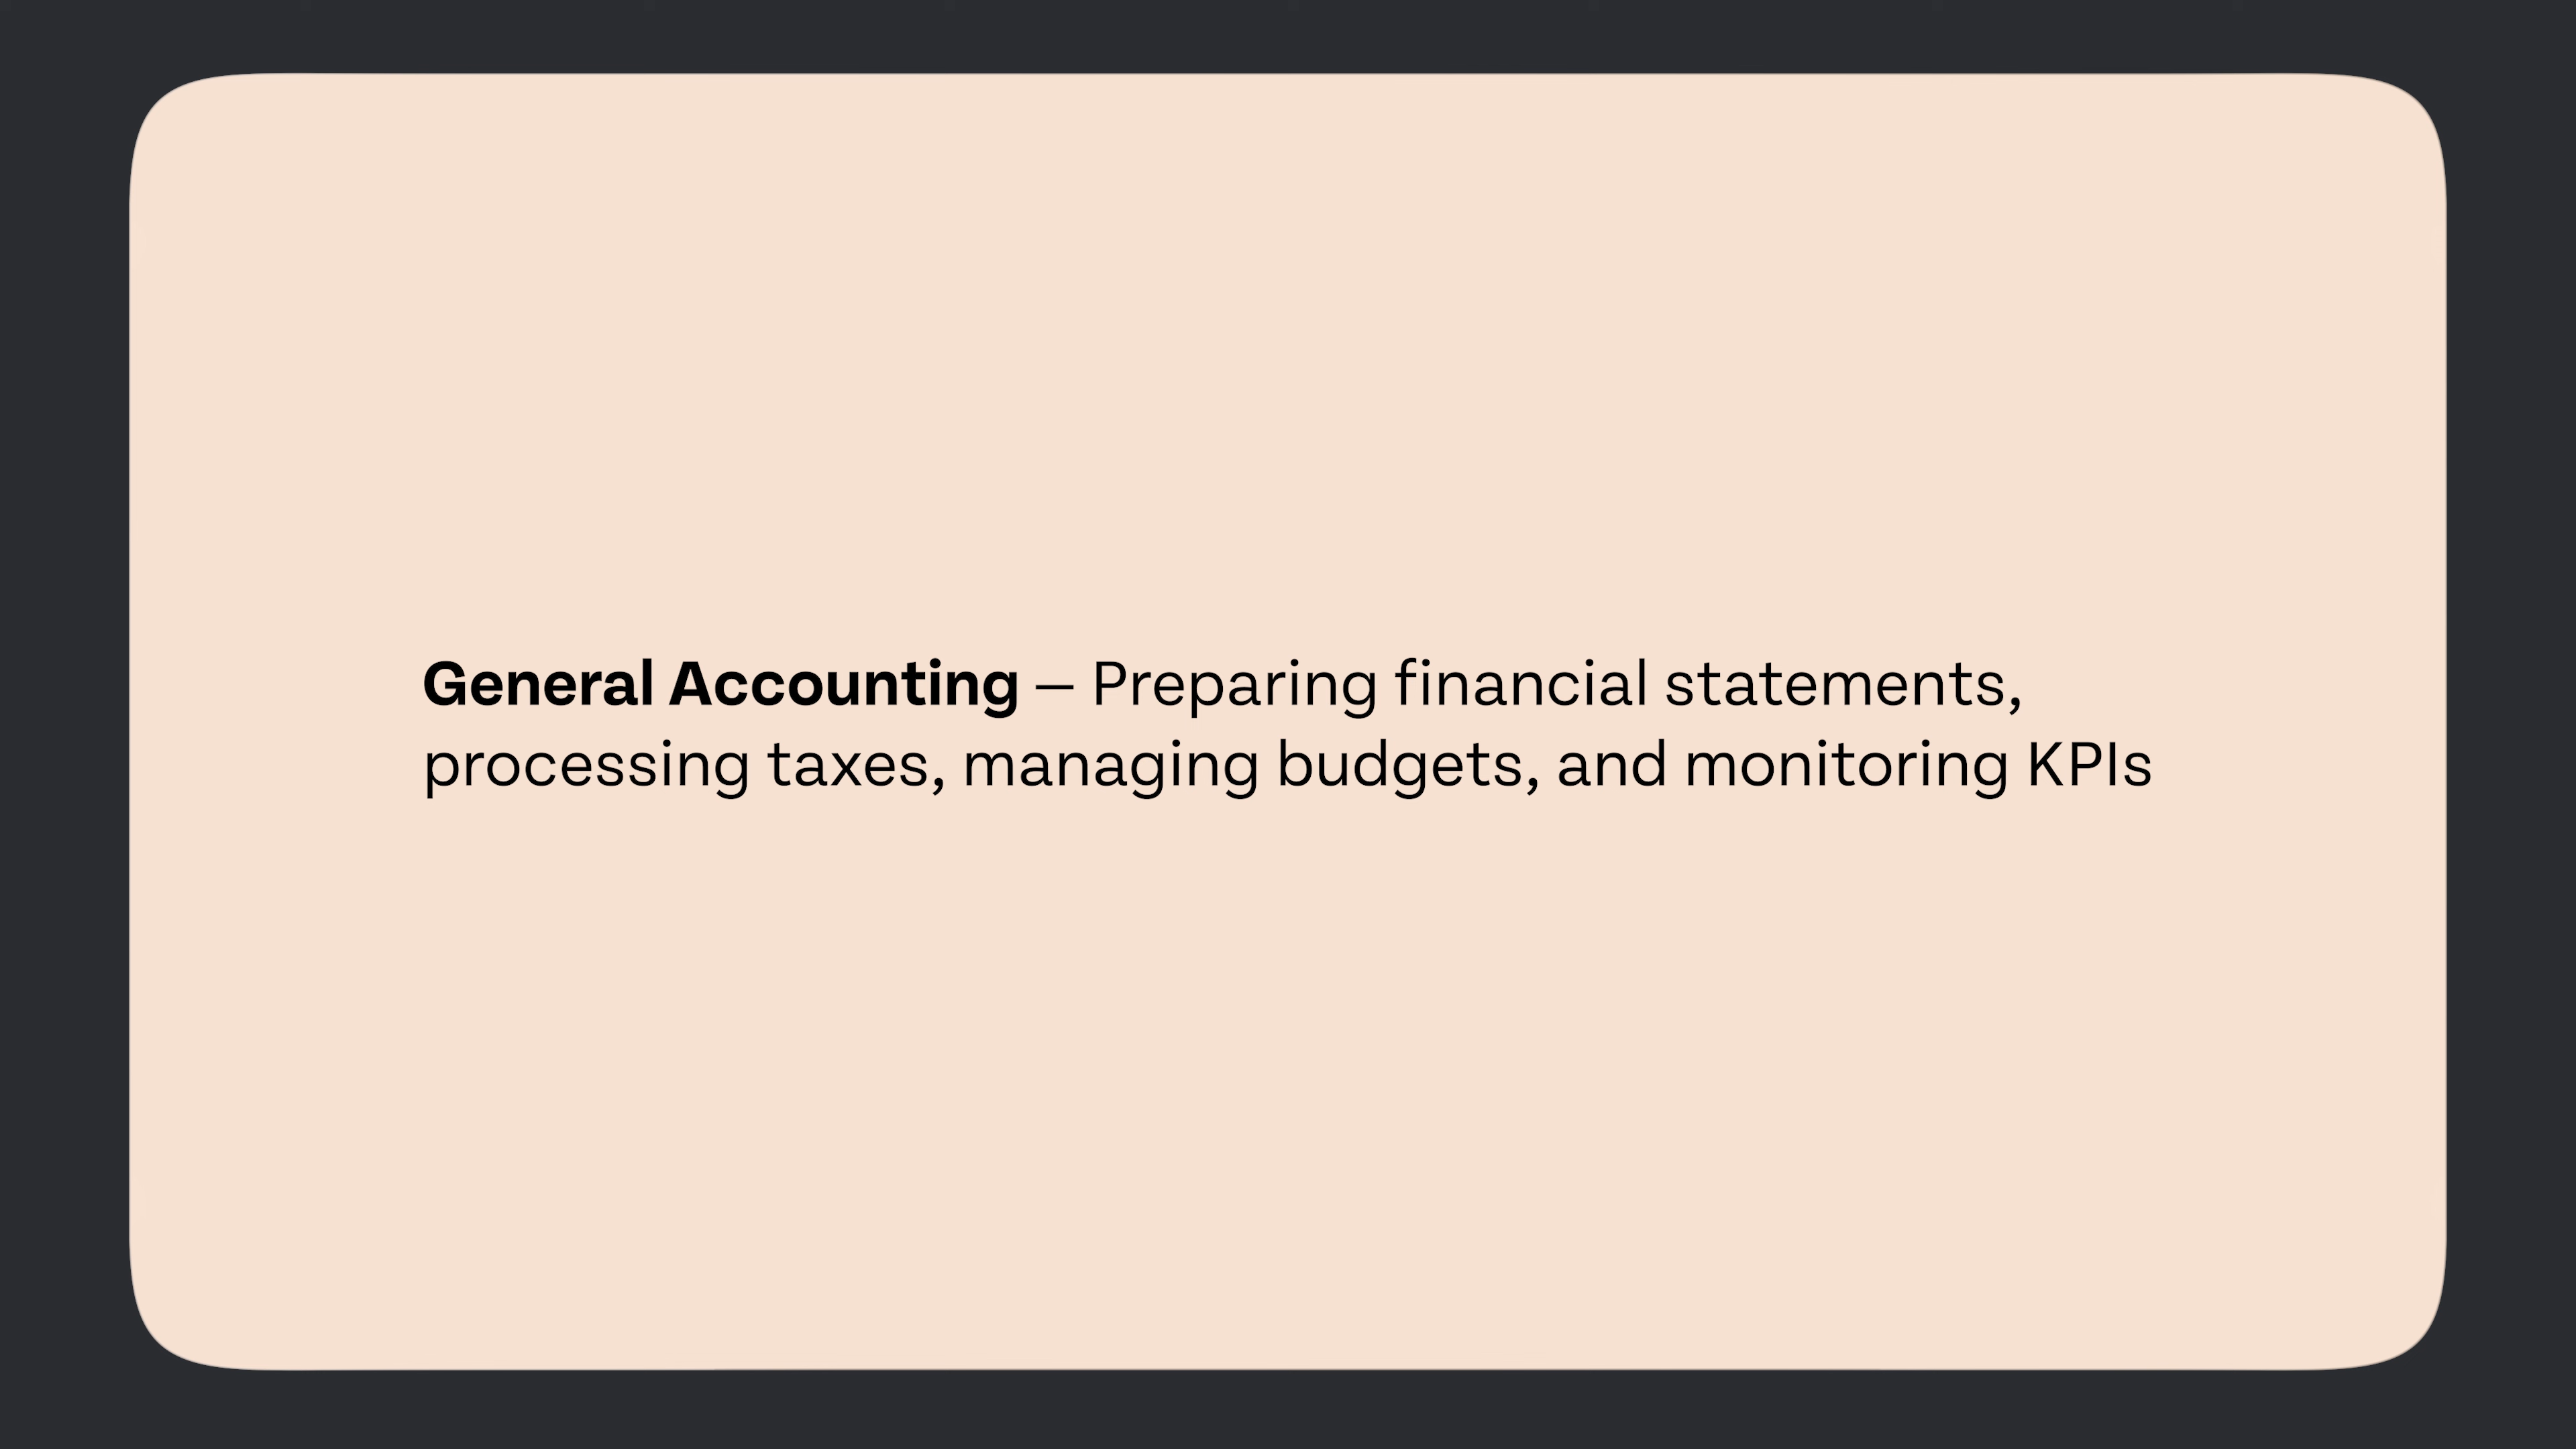 General Accounting — Preparing financial statements,
processing taxes, managing budgets, and monitoring KPIs